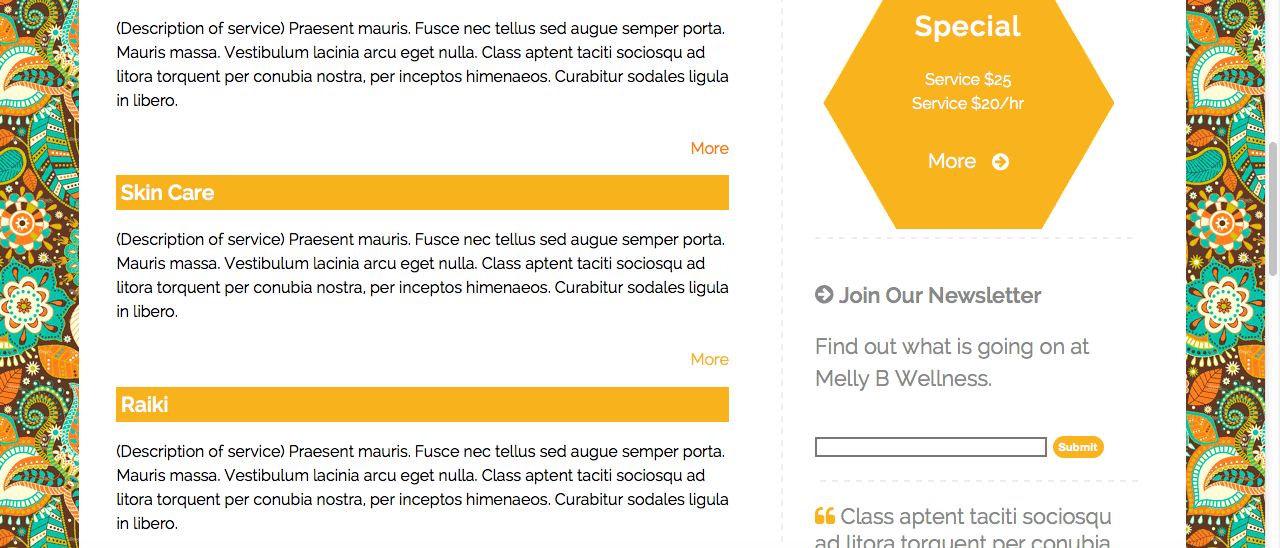 (Description of service) Praesent mauris. Fusce nec tellus sed augue semper porta.
Mauris massa. Vestibulum lacinia arcu eget nulla. Class aptent taciti sociosqu ad
litora torquent per conubia nostra, per inceptos himenaeos. Curabitur sodales ligula
in libero.
More
Skin Care
(Description of service) Praesent mauris. Fusce nec tellus sed augue semper porta.
Mauris massa. Vestibulum lacinia arcu eget nulla. Class aptent taciti sociosqu ad
litora torquent per conubia nostra, per inceptos himenaeos. Curabitur sodales ligula
in libero.
More
Raiki
(Description of service) Praesent mauris. Fusce nec tellus sed augue semper porta.
Mauris massa. Vestibulum lacinia arcu eget nulla. Class aptent taciti sociosqu ad
litora torquent per conubia nostra, per inceptos himenaeos. Curabitur sodales ligula
in libero.
Special
Service $25
Service $20/hr
More
Join Our Newsletter
Find out what is going on at
Melly B Wellness.
Submit
Class aptent taciti sociosqu
ad litora torquent per conubia